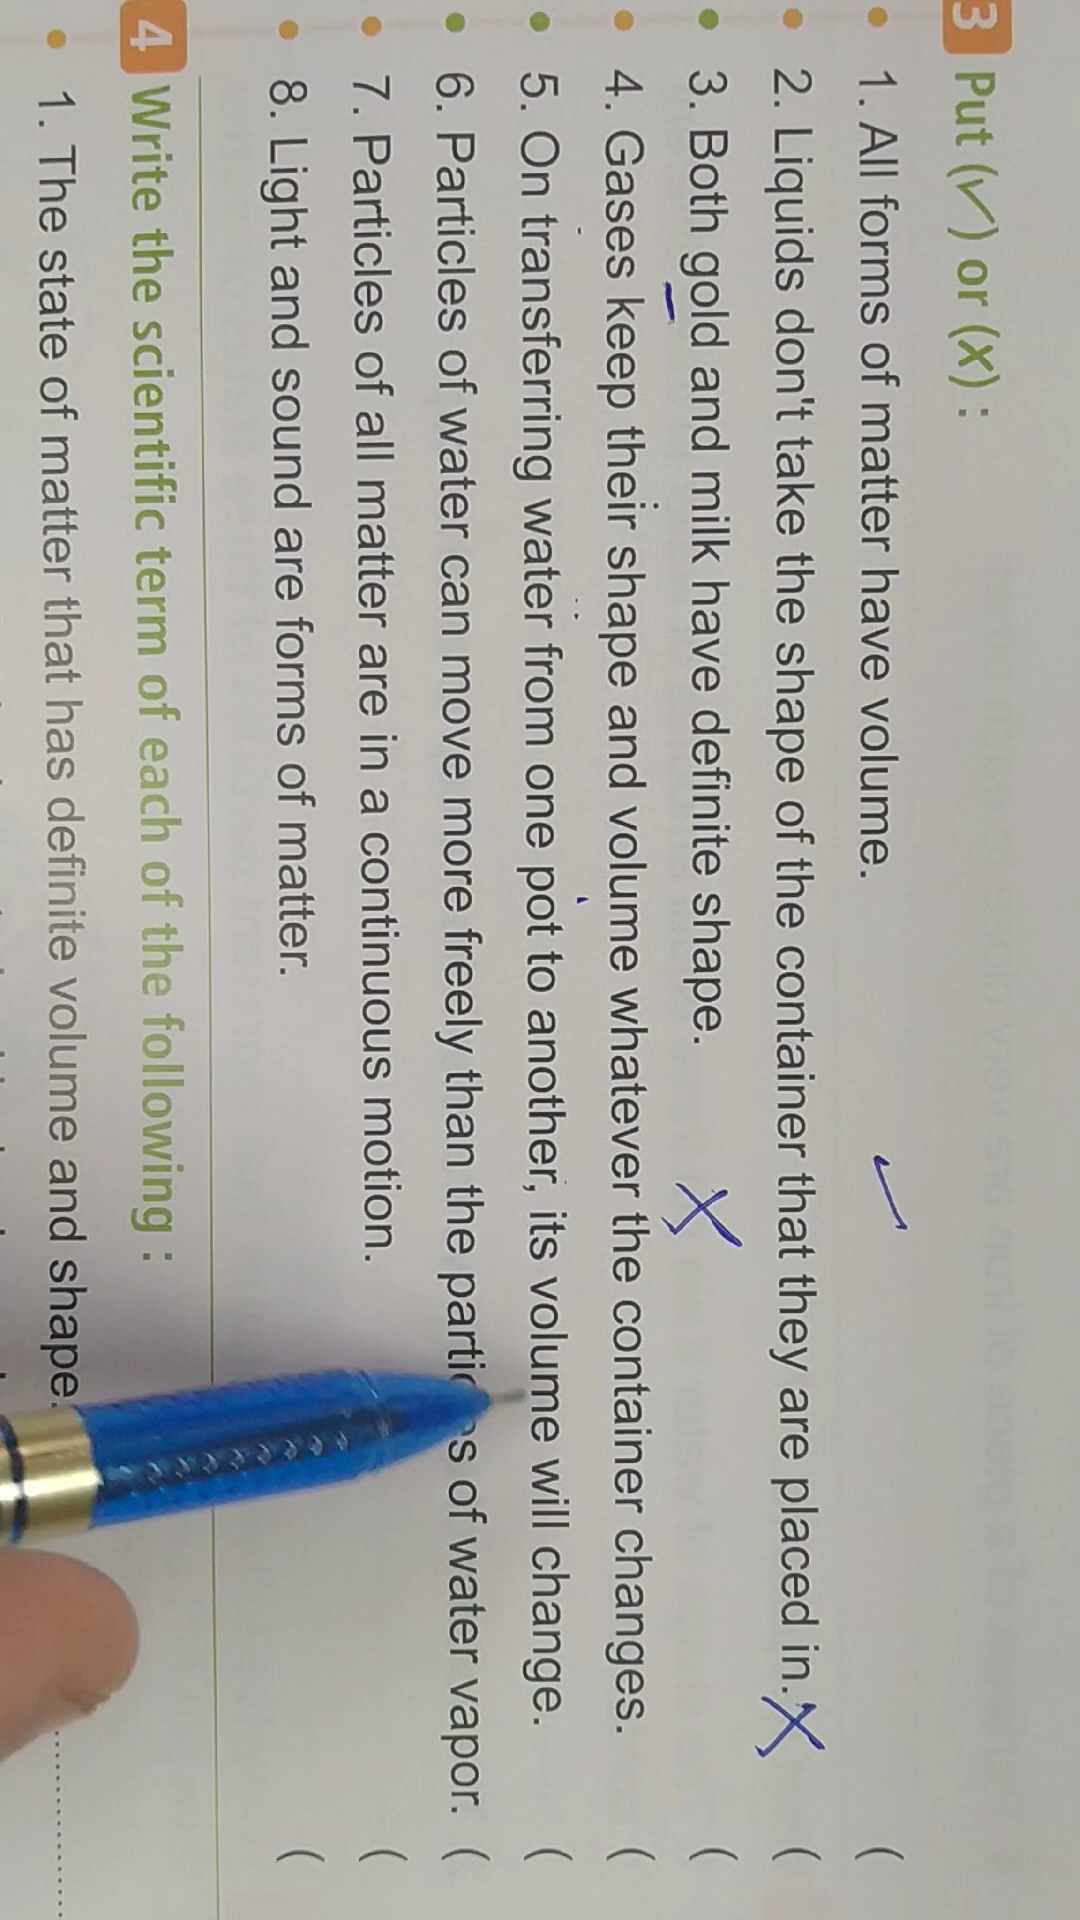 3 Put (✓) or (x) :
1. All forms of matter have volume. ✓ (
2. Liquids don't take the shape of the container that they are placed in. X (
3. Both gold and milk have definite shape. X (
4. Gases keep their shape and volume whatever the container changes. (
5. On transferring water from one pot to another, its volume will change. (
6. Particles of water can move more freely than the particles of water vapor. (
7. Particles of all matter are in a continuous motion. (
8. Light and sound are forms of matter. (
4 Write the scientific term of each of the following :
1. The state of matter that has definite volume and shape.